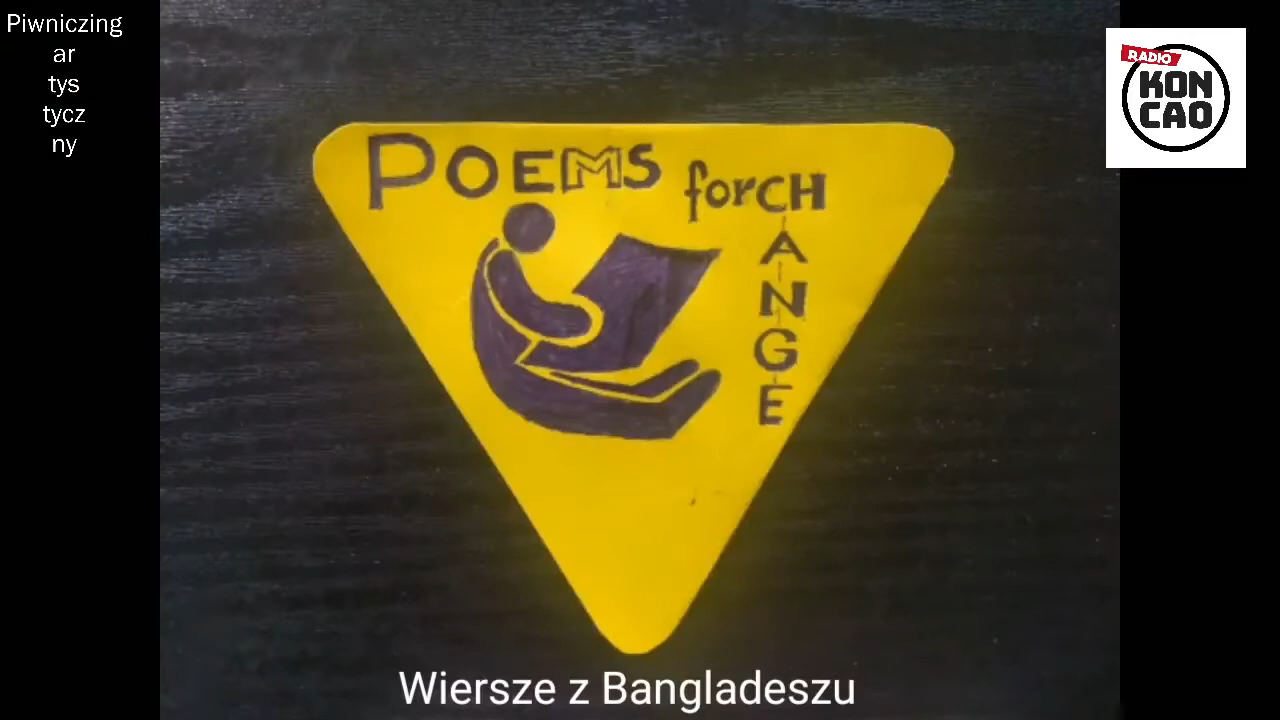 Piwniczing
ar
tys
tycz
ny
RADIO
KON
CAO
POEMS forCH
A
N
G
E
Wiersze z Bangladeszu